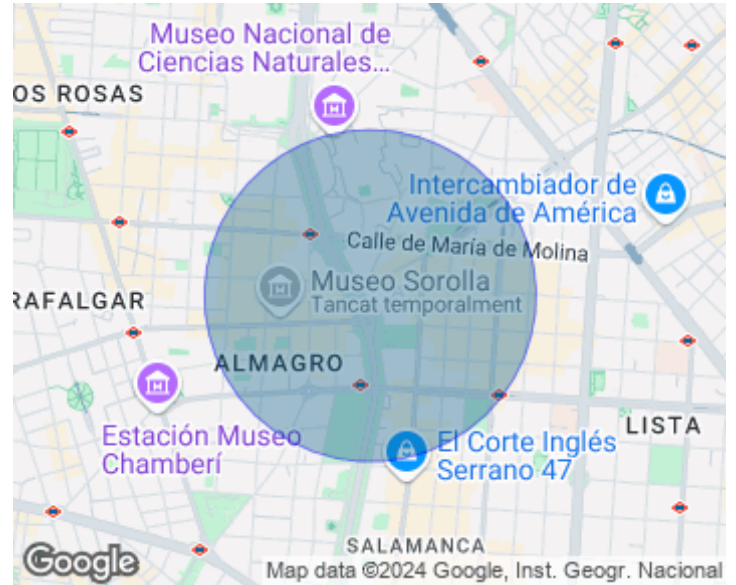 Museo Nacional de
Ciencias Naturales...
OS ROSAS
Intercambiador de
Avenida de América
Calle de María de Molina
Museo Sorolla
Tancat temporalment
RAFALGAR
ALMAGRO
LISTA
Estación Museo
Chamberí
El Corte Inglés
Serrano 47
SALAMANCA
Google
Map data ©2024 Google, Inst. Geogr. Nacional